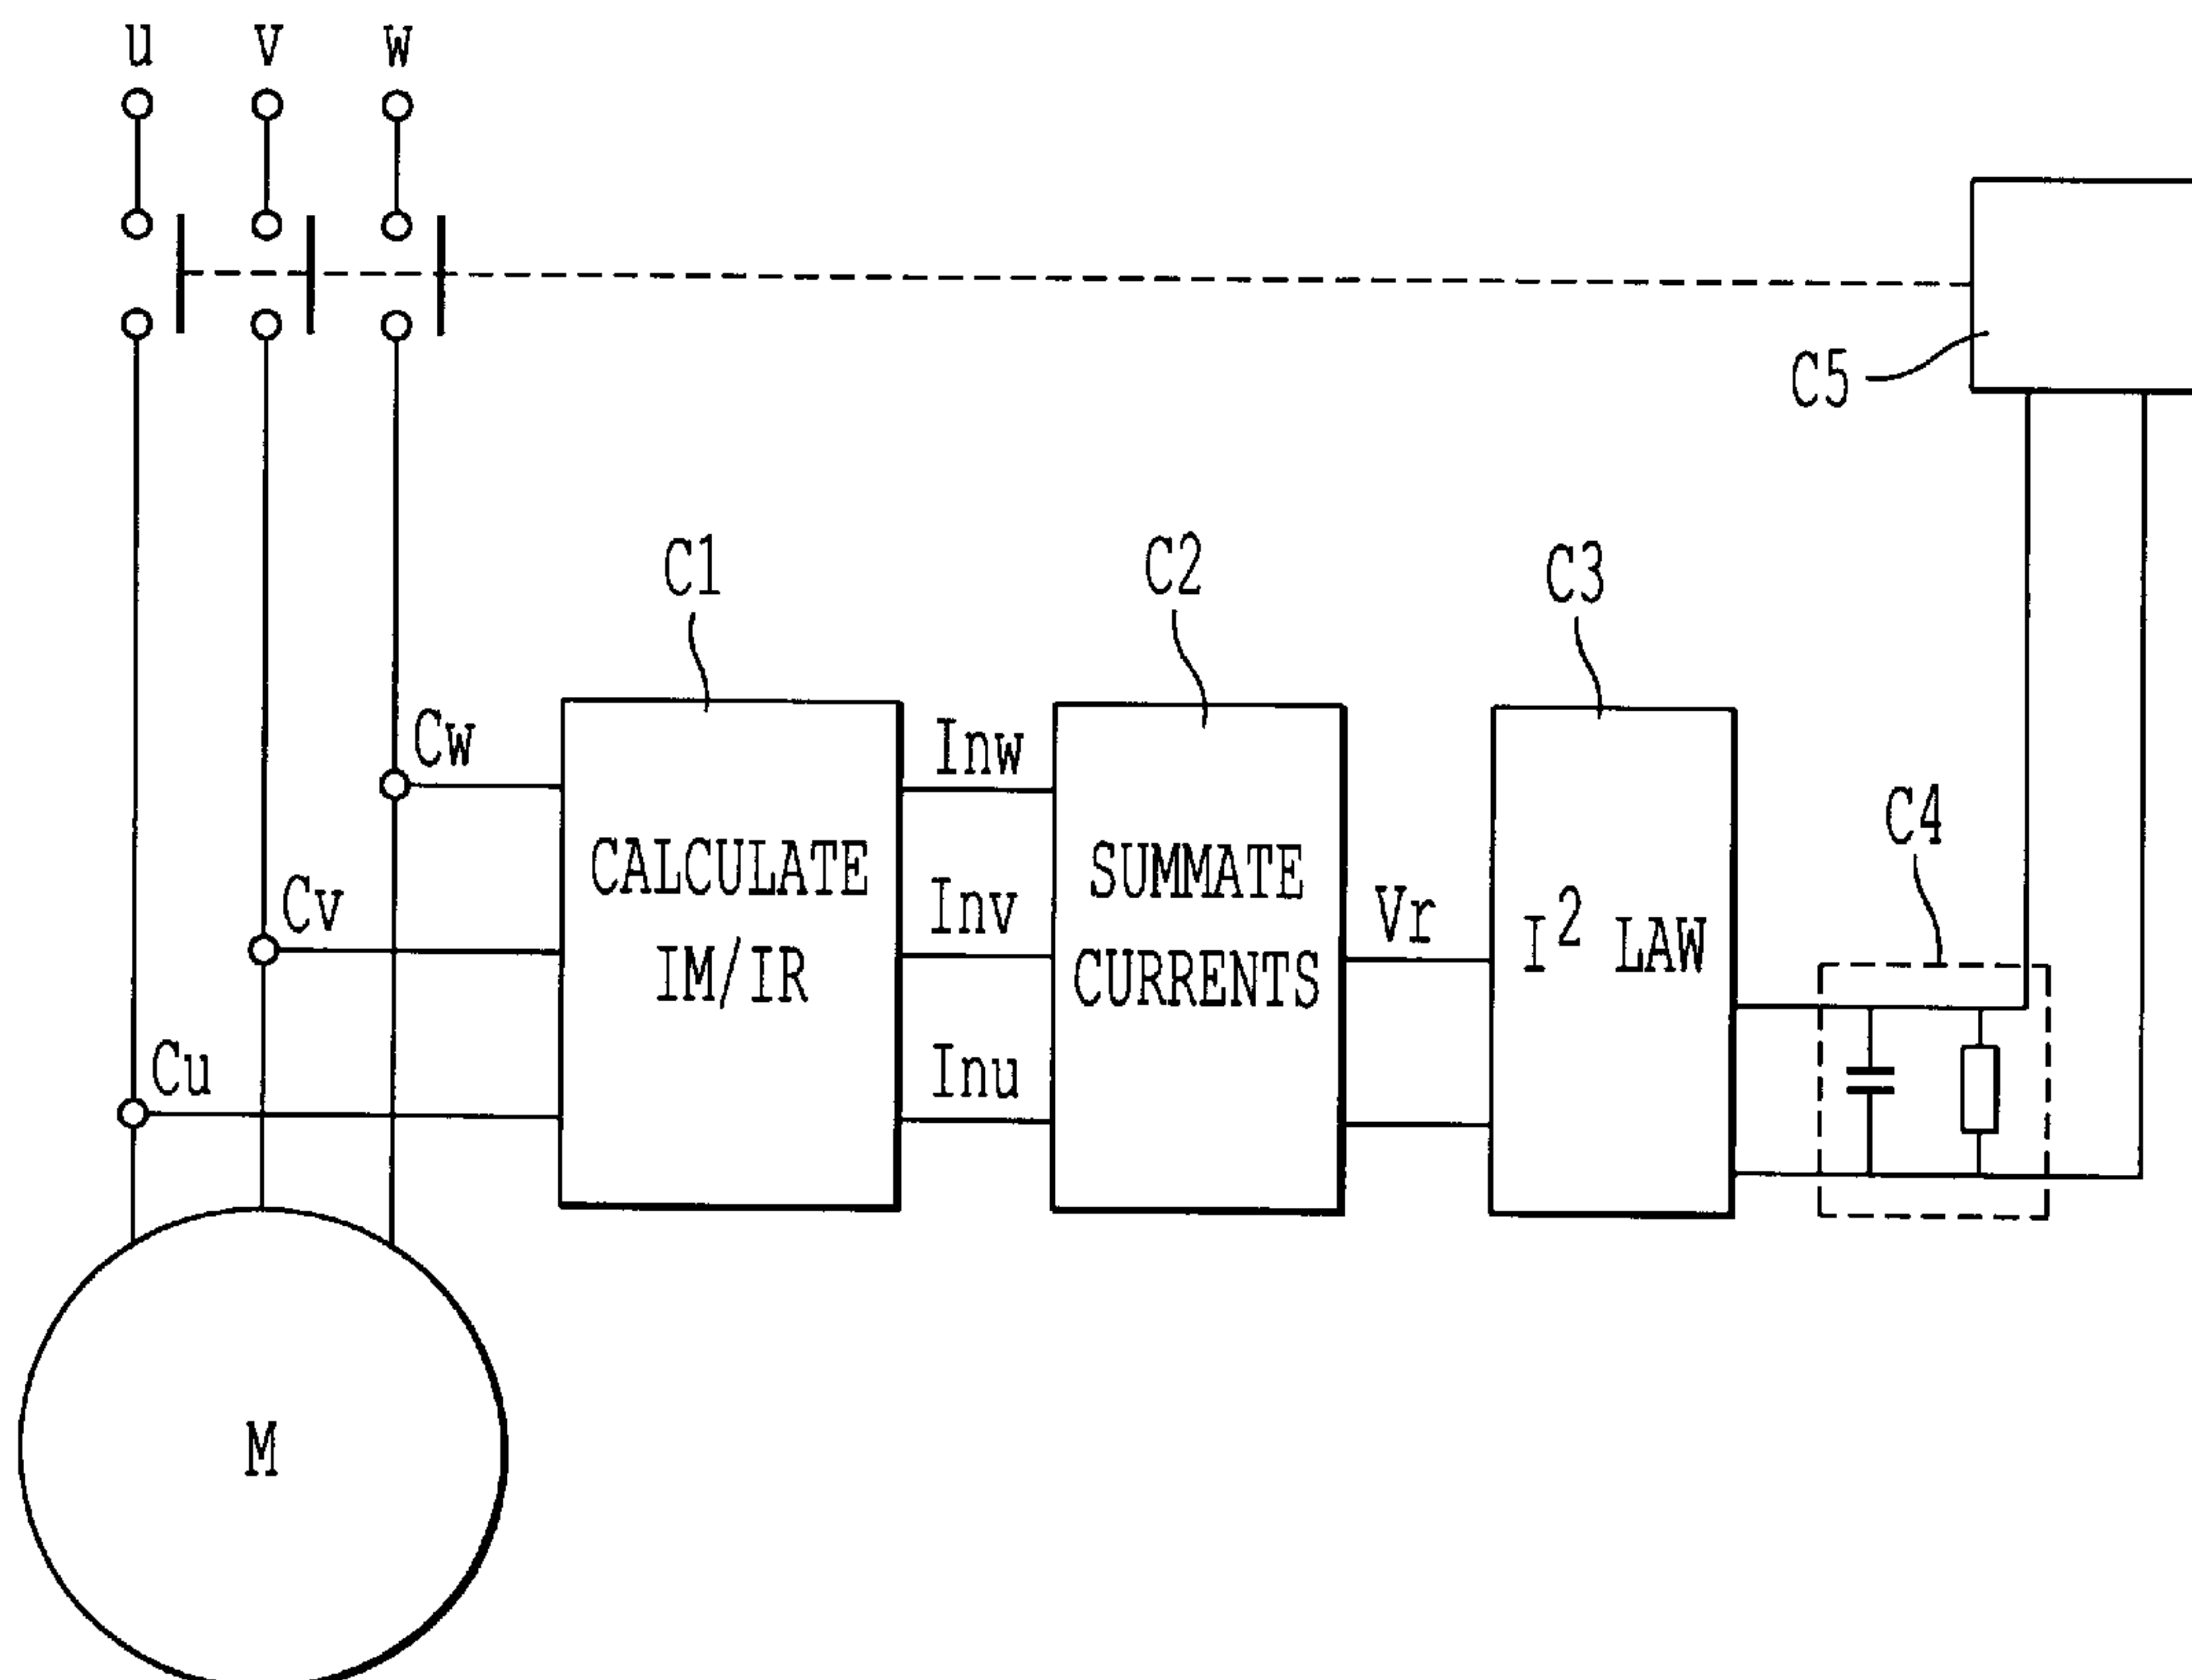 u v w
C5
C1
C2
C3
Cw
Inw
C4
CALCULATE
IM/IR
SUMMATE
CURRENTS
I² LAW
Cv
Inv
Vr
Cu
Inu
M